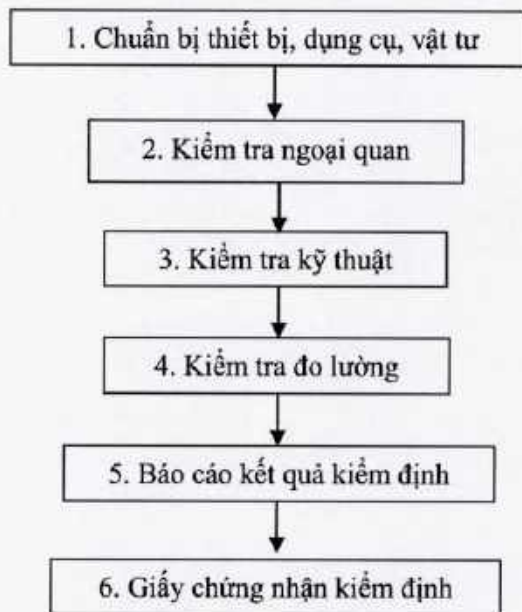 1. Chuẩn bị thiết bị, dụng cụ, vật tư
2. Kiểm tra ngoại quan
3. Kiểm tra kỹ thuật
4. Kiểm tra đo lường
5. Báo cáo kết quả kiểm định
6. Giấy chứng nhận kiểm định